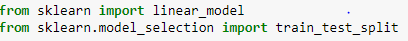 from sklearn import linear_model
from sklearn.model_selection import train_test_split